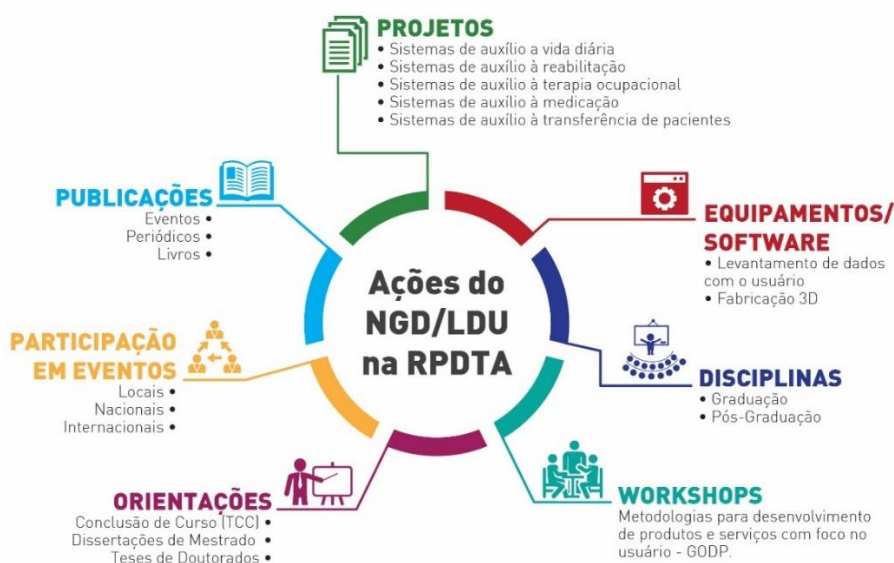 PROJETOS
• Sistemas de auxílio a vida diária
• Sistemas de auxílio à reabilitação
• Sistemas de auxílio à terapia ocupacional
• Sistemas de auxílio à medicação
• Sistemas de auxílio à transferência de pacientes
PUBLICAÇÕES
Eventos •
Periódicos •
Livros •
EQUIPAMENTOS/
SOFTWARE
• Levantamento de dados
com o usuário
• Fabricação 3D
Ações do
NGD/LDU
na RPDTA
PARTICIPAÇÃO
EM EVENTOS
Locais •
Nacionais •
Internacionais •
DISCIPLINAS
• Graduação
• Pós-Graduação
ORIENTAÇÕES
Conclusão de Curso (TCC) •
Dissertações de Mestrado •
Teses de Doutorados •
WORKSHOPS
Metodologias para desenvolvimento
de produtos e serviços com foco no
usuário - GODP.